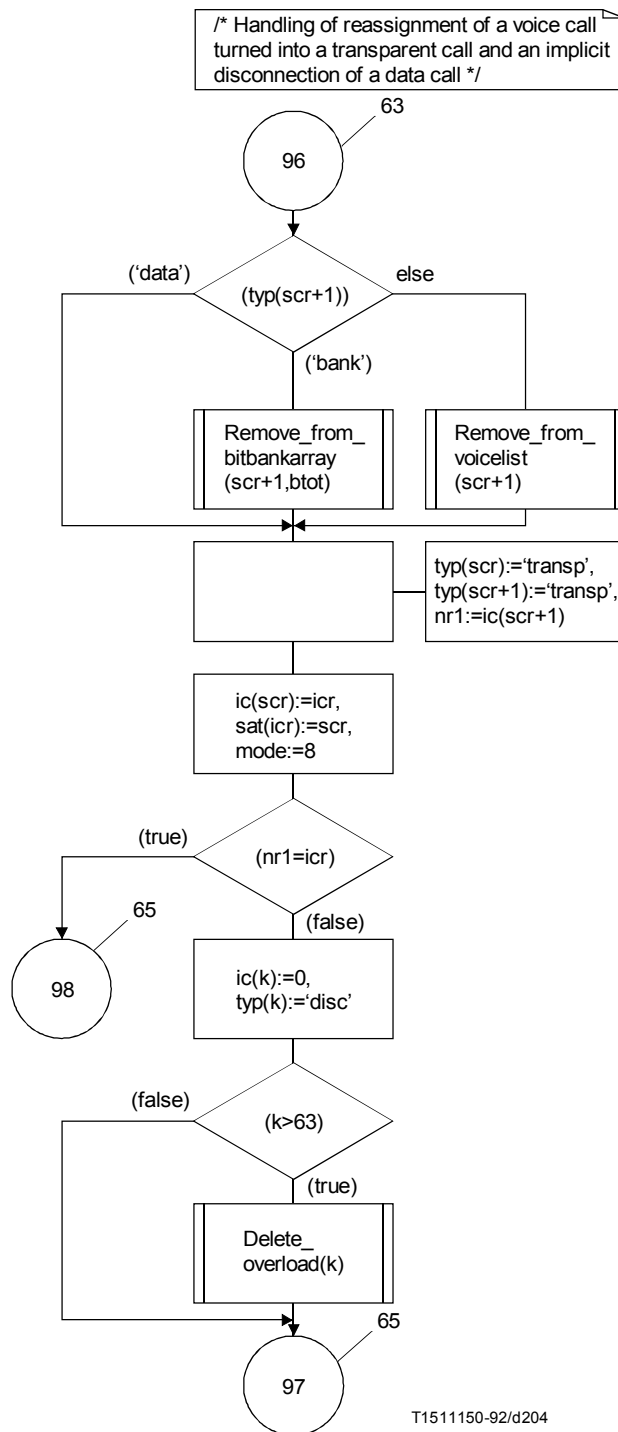 /* Handling of reassignment of a voice call
turned into a transparent call and an implicit
disconnection of a data call */
63
96
(‘data’)
(typ(scr+1))
else
(‘bank’)
Remove_from_
bitbankarray
(scr+1,btot)
Remove_from_
voicelist
(scr+1)
typ(scr):=‘transp’,
typ(scr+1):=‘transp’,
nr1:=ic(scr+1)
ic(scr):=icr,
sat(icr):=scr,
mode:=8
(true)
(nr1=icr)
(false)
65
98
ic(k):=0,
typ(k):=‘disc’
(false)
(k>63)
(true)
Delete_
overload(k)
65
97
T1511150-92/d204